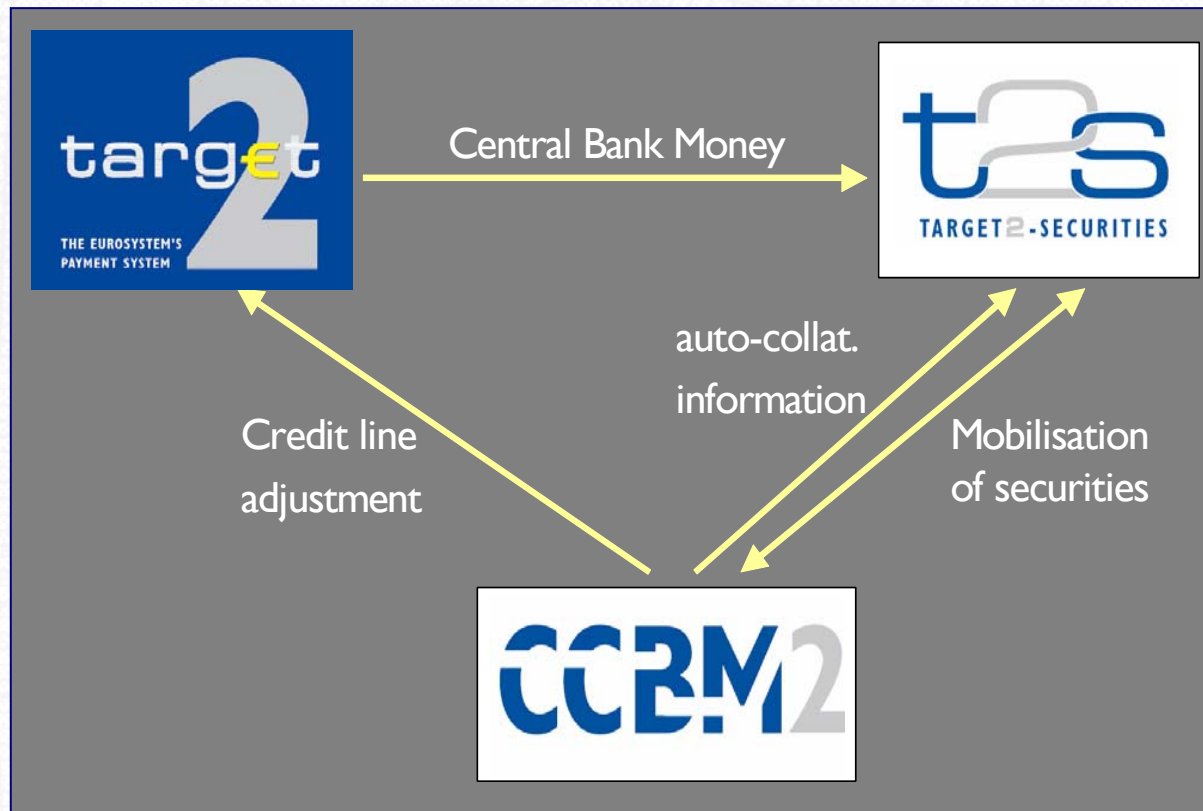 target
2
THE EUROSYSTEM'S
PAYMENT SYSTEM
Central Bank Money
t2s
TARGET2-SECURITIES
auto-collat.
information
Credit line
adjustment
Mobilisation
of securities
CCBM2